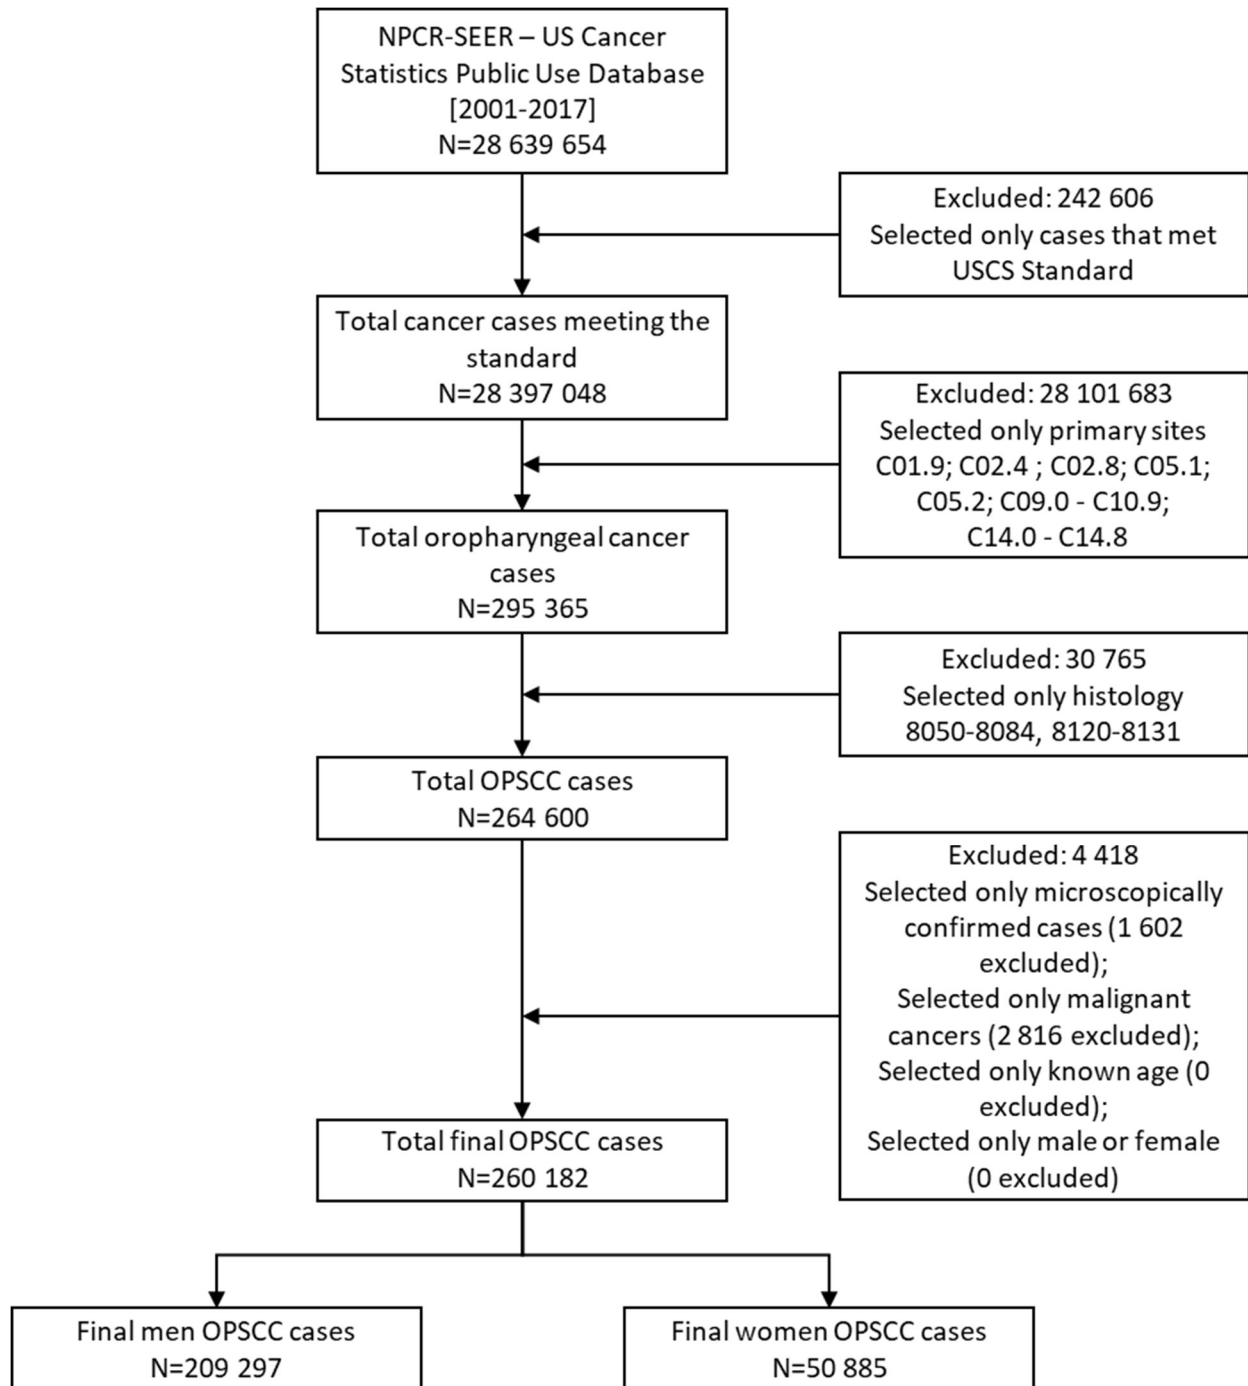 NPCR-SEER – US Cancer
Statistics Public Use Database
[2001-2017]
N=28 639 654
Excluded: 242 606
Selected only cases that met
USCS Standard
Total cancer cases meeting the
standard
N=28 397 048
Excluded: 28 101 683
Selected only primary sites
C01.9; C02.4 ; C02.8; C05.1;
C05.2; C09.0 - C10.9;
C14.0 - C14.8
Total oropharyngeal cancer
cases
N=295 365
Excluded: 30 765
Selected only histology
8050-8084, 8120-8131
Total OPSCC cases
N=264 600
Excluded: 4 418
Selected only microscopically
confirmed cases (1 602
excluded);
Selected only malignant
cancers (2 816 excluded);
Selected only known age (0
excluded);
Selected only male or female
(0 excluded)
Total final OPSCC cases
N=260 182
Final men OPSCC cases
N=209 297
Final women OPSCC cases
N=50 885